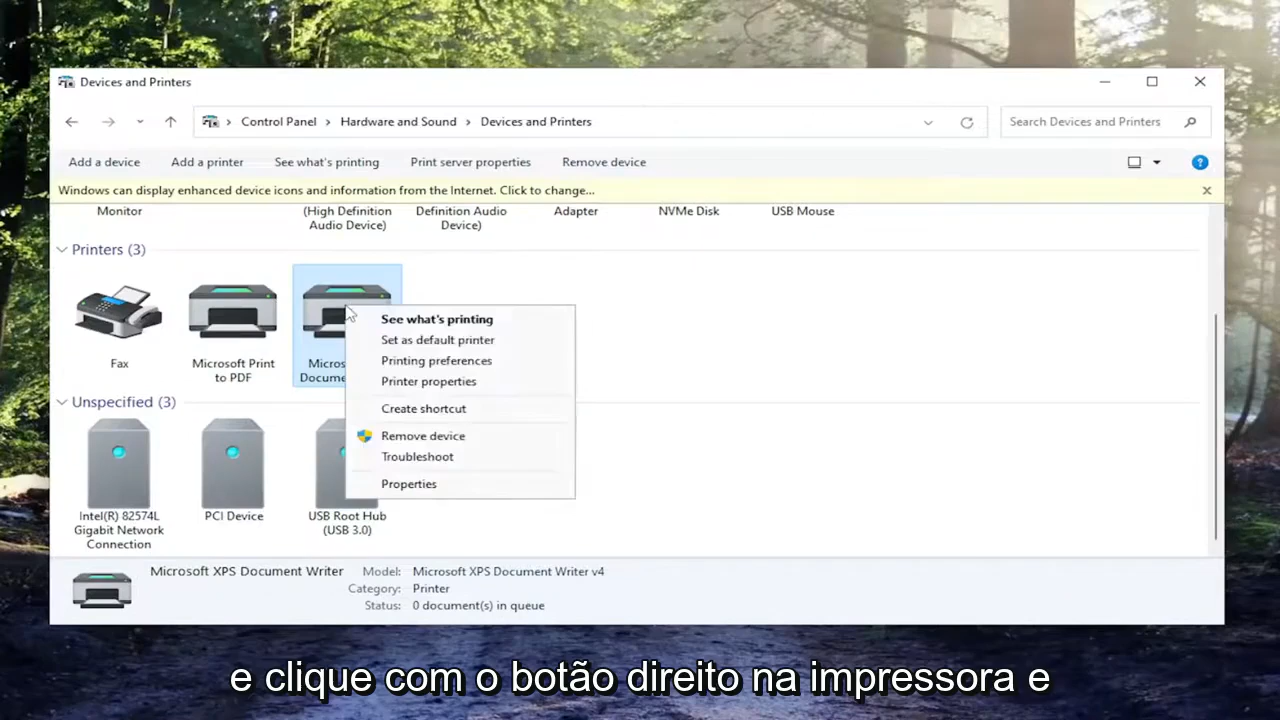 Devices and Printers
Control Panel > Hardware and Sound > Devices and Printers
Search Devices and Printers
Add a device Add a printer See what's printing Print server properties Remove device
Windows can display enhanced device icons and information from the Internet. Click to change...
Monitor
(High Definition
Audio Device)
Definition Audio
Device)
Adapter
NVMe Disk
USB Mouse
Printers (3)
Fax
Microsoft Print
to PDF
Micros
Docume
See what's printing
Set as default printer
Printing preferences
Printer properties
Create shortcut
Remove device
Troubleshoot
Properties
Unspecified (3)
Intel(R) 82574L
Gigabit Network
Connection
PCI Device
USB Root Hub
(USB 3.0)
Microsoft XPS Document Writer
Model: Microsoft XPS Document Writer v4
Category: Printer
Status: 0 document(s) in queue
e clique com o botão direito na impressora e